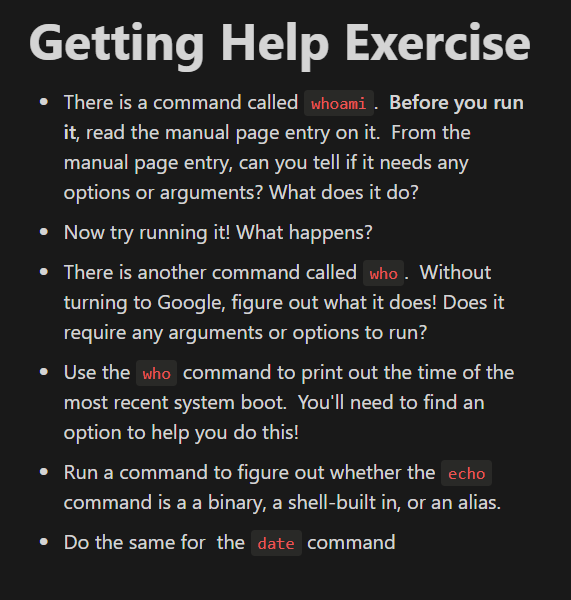 Getting Help Exercise
• There is a command called whoami.  Before you run
it, read the manual page entry on it.  From the
manual page entry, can you tell if it needs any
options or arguments? What does it do?
• Now try running it! What happens?
• There is another command called who.  Without
turning to Google, figure out what it does! Does it
require any arguments or options to run?
• Use the who command to print out the time of the
most recent system boot.  You'll need to find an
option to help you do this!
• Run a command to figure out whether the echo
command is a a binary, a shell-built in, or an alias.
• Do the same for  the date command